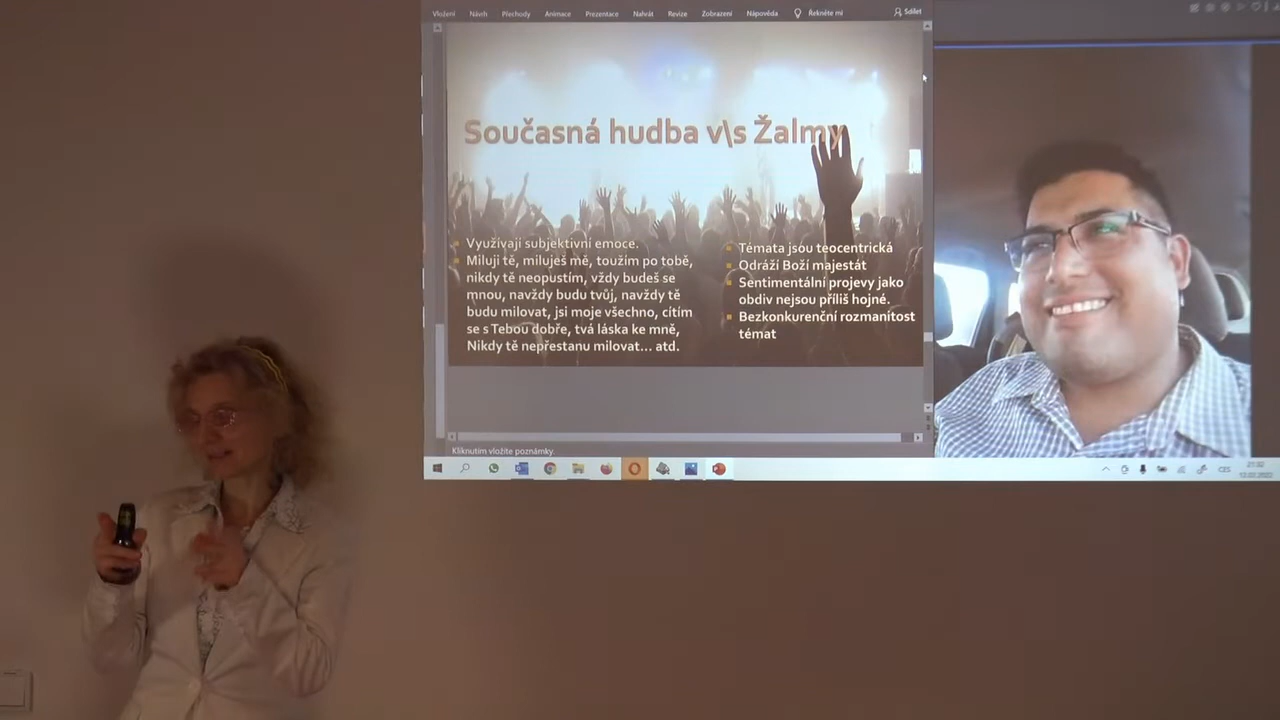 Vložení Návrh Přechody Animace Prezentace Nahrát Revize Zobrazení Nápověda Řekněte mi Sdílet
Současná hudba v\s Žalmy
Využívají subjektivní emoce.
Miluji tě, miluješ mě, toužím po tobě,
nikdy tě neopustím, vždy budeš se
mnou, navždy budu tvůj, navždy tě
budu milovat, jsi moje všechno, cítím
se s Tebou dobře, tvá láska ke mně,
Nikdy tě nepřestanu milovat... atd.
Témata jsou teocentrická
Odráží Boží majestát
Sentimentální projevy jako
obdiv nejsou příliš hojné.
Bezkonkurenční rozmanitost
témat
Kliknutím vložíte poznámky.
CES